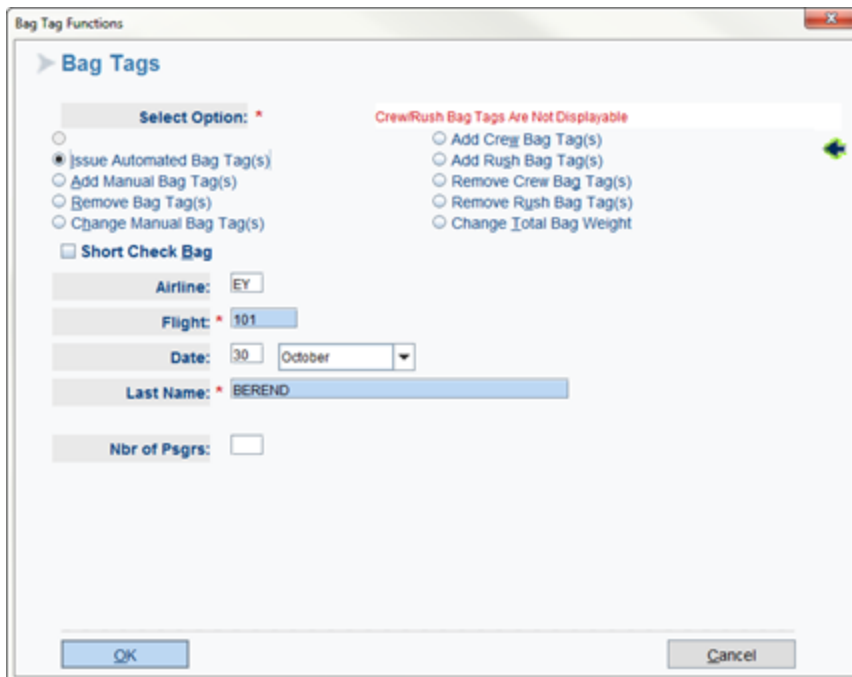 Bag Tag Functions
Bag Tags
Select Option: *
Crew/Rush Bag Tags Are Not Displayable
Issue Automated Bag Tag(s)
Add Manual Bag Tag(s)
Remove Bag Tag(s)
Change Manual Bag Tag(s)
Add Crew Bag Tag(s)
Add Rush Bag Tag(s)
Remove Crew Bag Tag(s)
Remove Rush Bag Tag(s)
Change Total Bag Weight
Short Check Bag
Airline: EY
Flight: * 101
Date: 30 October
Last Name: * BEREND
Nbr of Psgrs:
OK Cancel